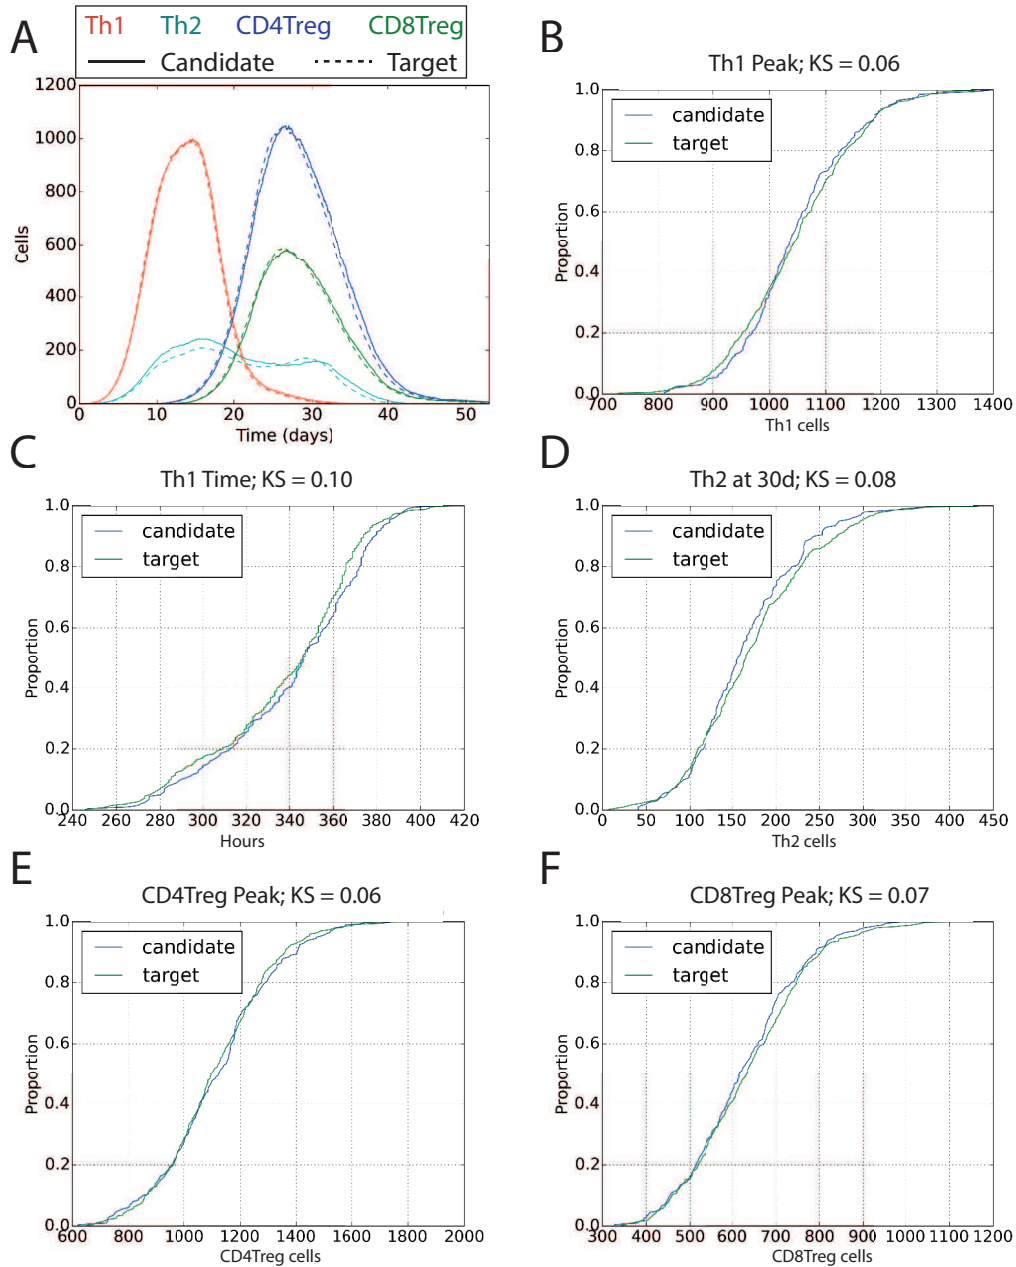 A
Th1 Th2 CD4Treg CD8Treg
Candidate Target
1200
1000
800
600
400
200
0
Cells
0 10 20 30 40 50
Time (days)
B
Th1 Peak; KS = 0.06
candidate
target
1.0
0.8
0.6
0.4
0.2
0.0
Proportion
700 800 900 1000 1100 1200 1300 1400
Th1 cells
C
Th1 Time; KS = 0.10
candidate
target
1.0
0.8
0.6
0.4
0.2
0.0
Proportion
240 260 280 300 320 340 360 380 400 420
Hours
D
Th2 at 30d; KS = 0.08
candidate
target
1.0
0.8
0.6
0.4
0.2
0.0
Proportion
0 50 100 150 200 250 300 350 400 450
Th2 cells
E
CD4Treg Peak; KS = 0.06
candidate
target
1.0
0.8
0.6
0.4
0.2
0.0
Proportion
600 800 1000 1200 1400 1600 1800 2000
CD4Treg cells
F
CD8Treg Peak; KS = 0.07
candidate
target
1.0
0.8
0.6
0.4
0.2
0.0
Proportion
300 400 500 600 700 800 900 1000 1100 1200
CD8Treg cells